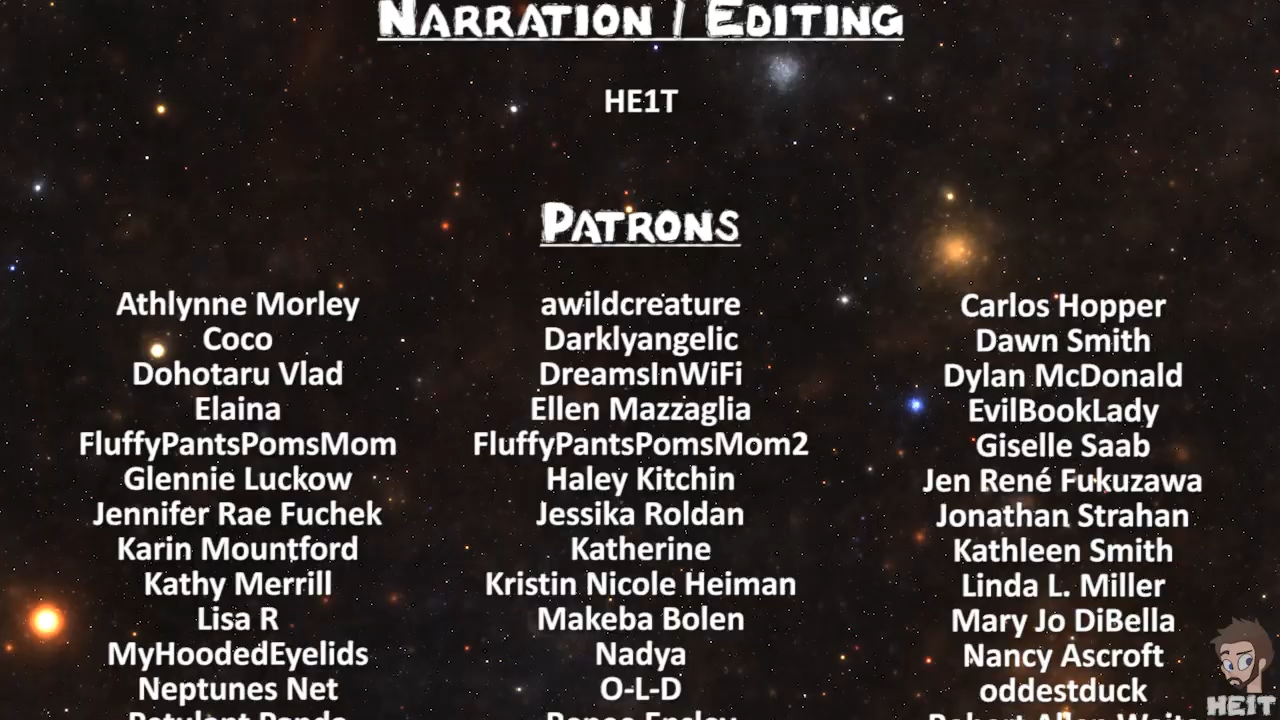 NARRATION / EDITING
HE1T
PATRONS
Athlynne Morley awildcreature Carlos Hopper
Coco Darklyangelic Dawn Smith
Dohotaru Vlad DreamsInWiFi Dylan McDonald
Elaina Ellen Mazzaglia EvilBookLady
FluffyPantsPomsMom FluffyPantsPomsMom2 Giselle Saab
Glennie Luckow Haley Kitchin Jen René Fukuzawa
Jennifer Rae Fuchek Jessika Roldan Jonathan Strahan
Karin Mountford Katherine Kathleen Smith
Kathy Merrill Kristin Nicole Heiman Linda L. Miller
Lisa R Makeba Bolen Mary Jo DiBella
MyHoodedEyelids Nadya Nancy Ascroft
Neptunes Net O-L-D oddestduck
HE1T